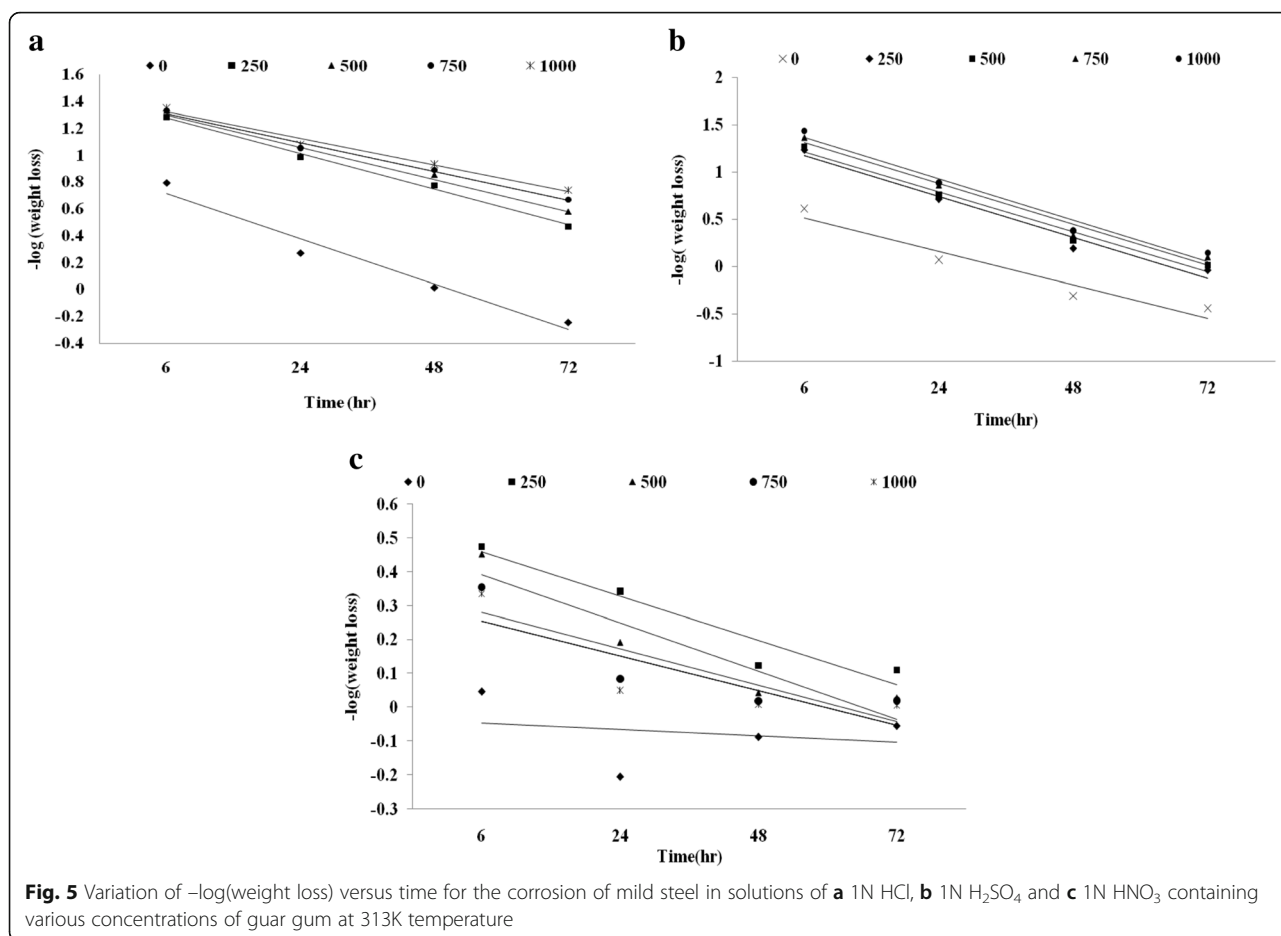 a
◆ 0 ■ 250 ▲ 500 ● 750 ж 1000
1.6
1.4
1.2
1
0.8
0.6
0.4
0.2
0
-0.2
-0.4
-log (weight loss)
6 24 48 72
Time (hr)
b
× 0 ◆ 250 ■ 500 ▲ 750 ● 1000
2
1.5
1
0.5
0
-0.5
-1
-log( weight loss)
6 24 48 72
Time(hr)
c
◆ 0 ■ 250 ▲ 500 ● 750 ж 1000
0.6
0.5
0.4
0.3
0.2
0.1
0
-0.1
-0.2
-0.3
-log(weight loss)
6 24 48 72
Time(hr)
Fig. 5 Variation of –log(weight loss) versus time for the corrosion of mild steel in solutions of a 1N HCl, b 1N H₂SO₄ and c 1N HNO₃ containing
various concentrations of guar gum at 313K temperature